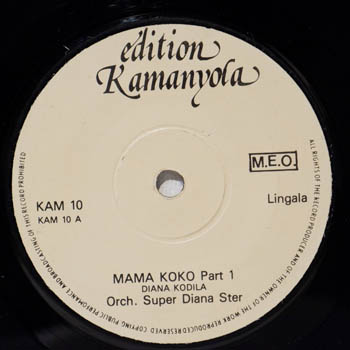 édition
Kamanyola
M.E.O.
KAM 10
KAM 10 A
Lingala
MAMA KOKO Part 1
DIANA KODILA
Orch. Super Diana Ster
ALL RIGHTS OF THE RECORD PRODUCER AND OF THE OWNER OF THE WORK REPRODUCED RESERVED COPYING PUBLIC PERFOMANCE AND BROADCASTING OF THIS RECORD PROHIBITED